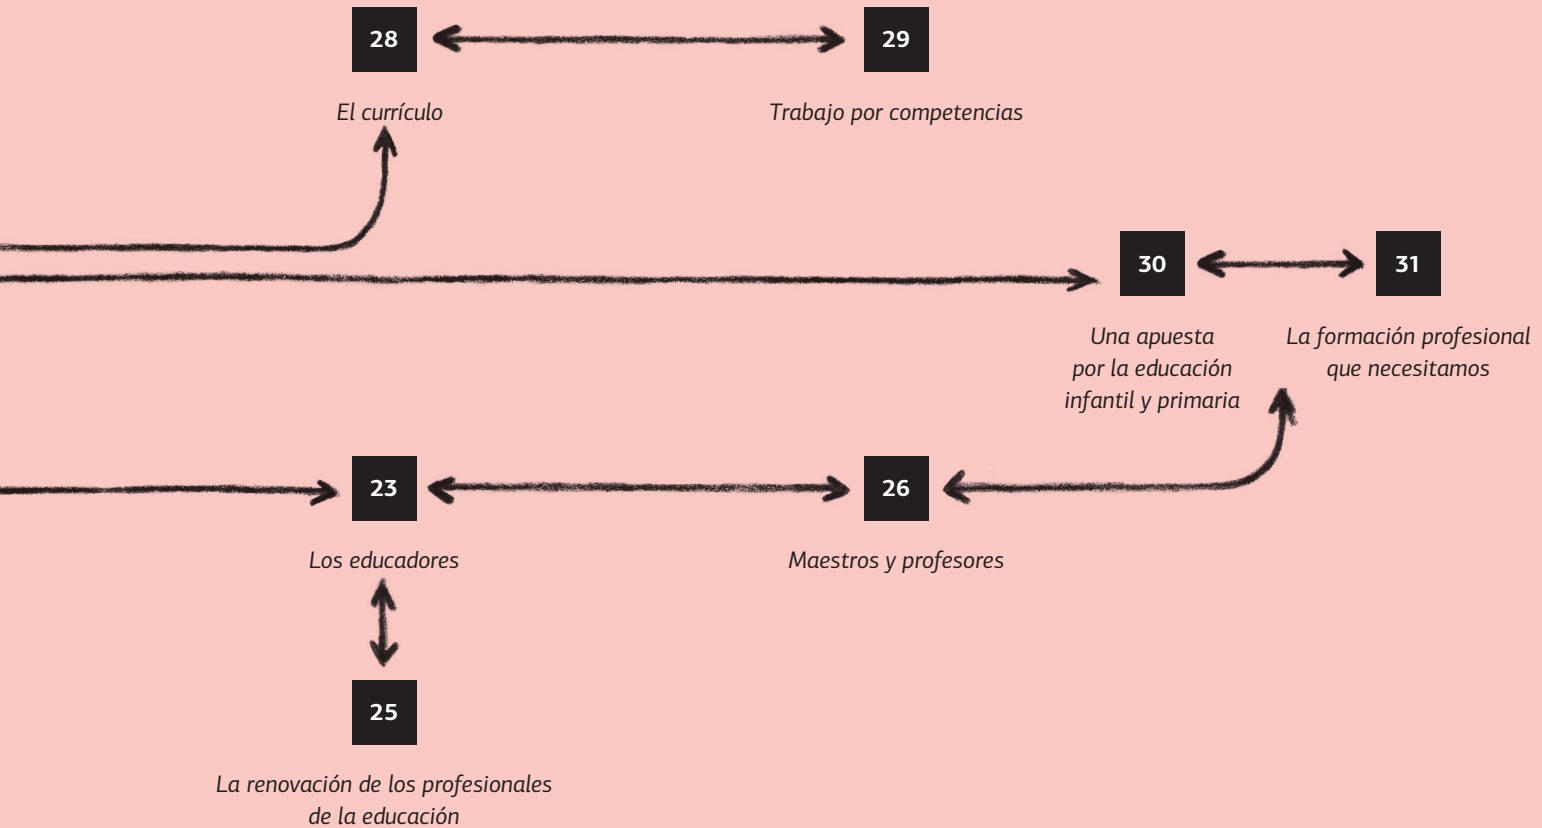 28
29
El currículo
Trabajo por competencias
30
31
Una apuesta
por la educación
infantil y primaria
La formación profesional
que necesitamos
23
26
Los educadores
Maestros y profesores
25
La renovación de los profesionales
de la educación